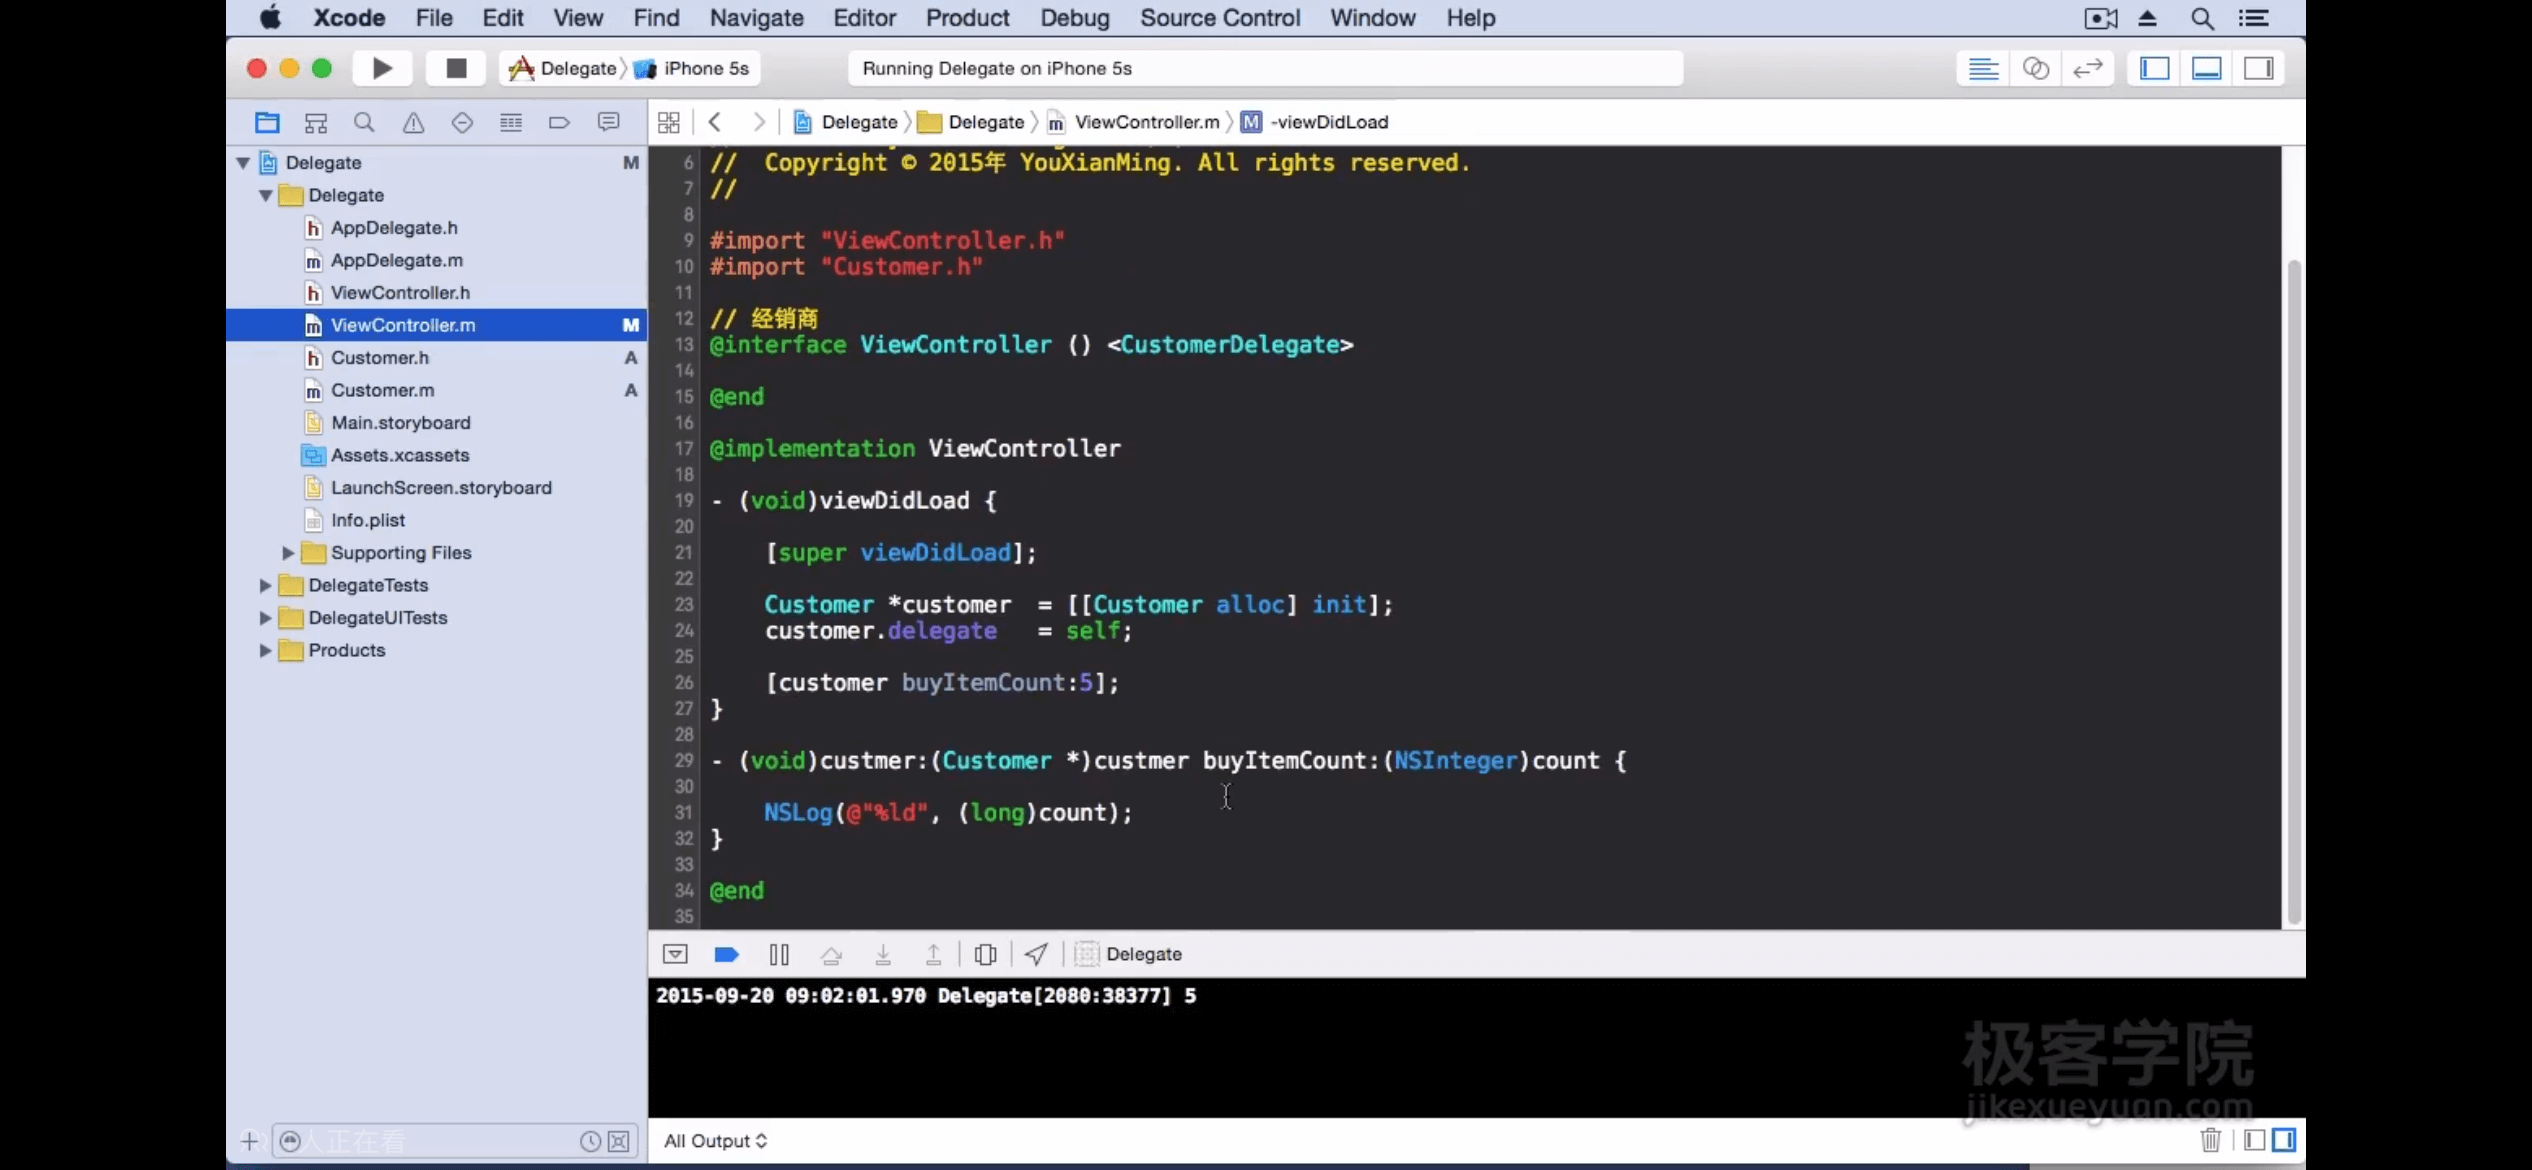 Xcode File Edit View Find Navigate Editor Product Debug Source Control Window Help
Delegate iPhone 5s
Running Delegate on iPhone 5s
Delegate Delegate ViewController.m M -viewDidLoad
Delegate M
Delegate
h AppDelegate.h
m AppDelegate.m
h ViewController.h
m ViewController.m M
h Customer.h A
m Customer.m A
Main.storyboard
Assets.xcassets
LaunchScreen.storyboard
Info.plist
Supporting Files
DelegateTests
DelegateUITests
Products
6 //  Copyright © 2015年 YouXianMing. All rights reserved.
7 //
8
9 #import "ViewController.h"
10 #import "Customer.h"
11
12 // 经销商
13 @interface ViewController () <CustomerDelegate>
14
15 @end
16
17 @implementation ViewController
18
19 - (void)viewDidLoad {
20
21     [super viewDidLoad];
22
23     Customer *customer  = [[Customer alloc] init];
24     customer.delegate   = self;
25
26     [customer buyItemCount:5];
27 }
28
29 - (void)custmer:(Customer *)custmer buyItemCount:(NSInteger)count {
30
31     NSLog(@"%ld", (long)count);
32 }
33
34 @end
35
Delegate
2015-09-20 09:02:01.970 Delegate[2080:38377] 5
极客学院
jikexueyuan.com
人正在看
All Output